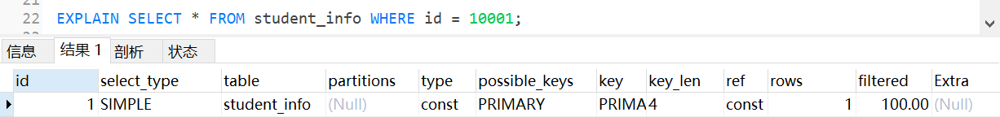 21
22 EXPLAIN SELECT * FROM student_info WHERE id = 10001;
信息 结果 1 剖析 状态
id select_type table partitions type possible_keys key key_len ref rows filtered Extra
1 SIMPLE student_info (Null) const PRIMARY PRIMA 4 const 1 100.00 (Null)